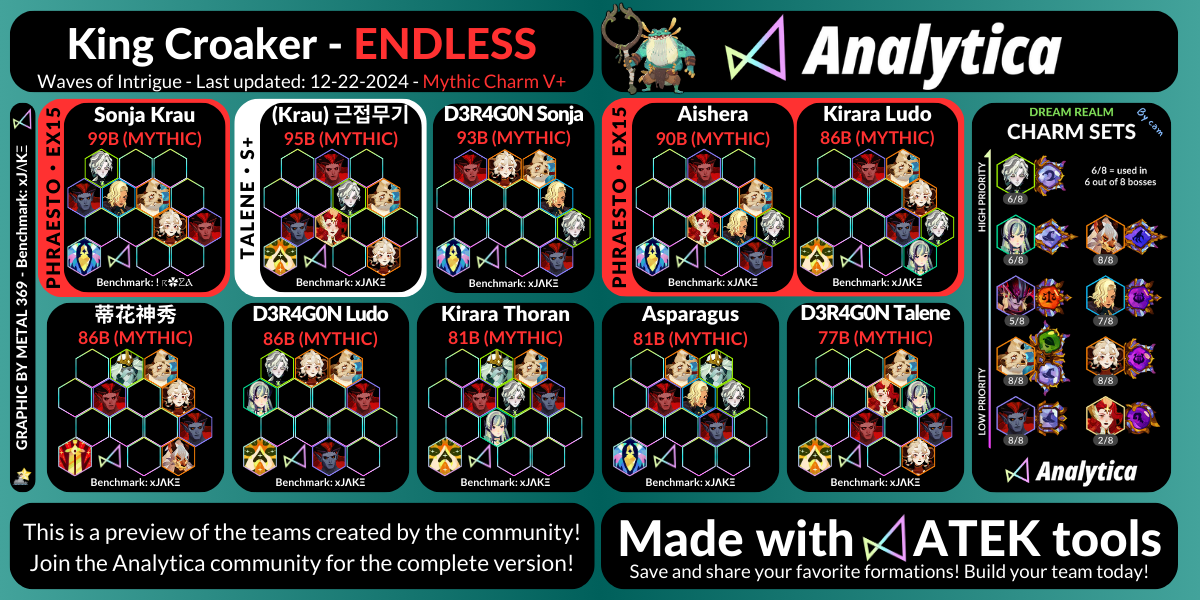 King Croaker - ENDLESS
Waves of Intrigue - Last updated: 12-22-2024 - Mythic Charm V+
Analytica
GRAPHIC BY METAL 369 - Benchmark: xJΛKΞ
PHRAESTO • EX15
Sonja Krau
99B (MYTHIC)
TALENE • S+
(Krau) 근접무기
95B (MYTHIC)
Benchmark: xJΛKΞ
D3R4G0N Sonja
93B (MYTHIC)
Benchmark: xJΛKΞ
PHRAESTO • EX15
Aishera
90B (MYTHIC)
Benchmark: xJΛKΞ
Kirara Ludo
86B (MYTHIC)
Benchmark: xJΛKΞ
蒂花神秀
86B (MYTHIC)
Benchmark: xJΛKΞ
D3R4G0N Ludo
86B (MYTHIC)
Benchmark: xJΛKΞ
Kirara Thoran
81B (MYTHIC)
Benchmark: xJΛKΞ
Asparagus
81B (MYTHIC)
Benchmark: xJΛKΞ
D3R4G0N Talene
77B (MYTHIC)
Benchmark: xJΛKΞ
DREAM REALM
CHARM SETS
By cam
HIGH PRIORITY
LOW PRIORITY
6/8 = used in
6 out of 8 bosses
6/8
6/8 8/8
5/8 7/8
8/8 8/8
8/8 2/8
Analytica
This is a preview of the teams created by the community!
Join the Analytica community for the complete version!
Made with ATEK tools
Save and share your favorite formations! Build your team today!